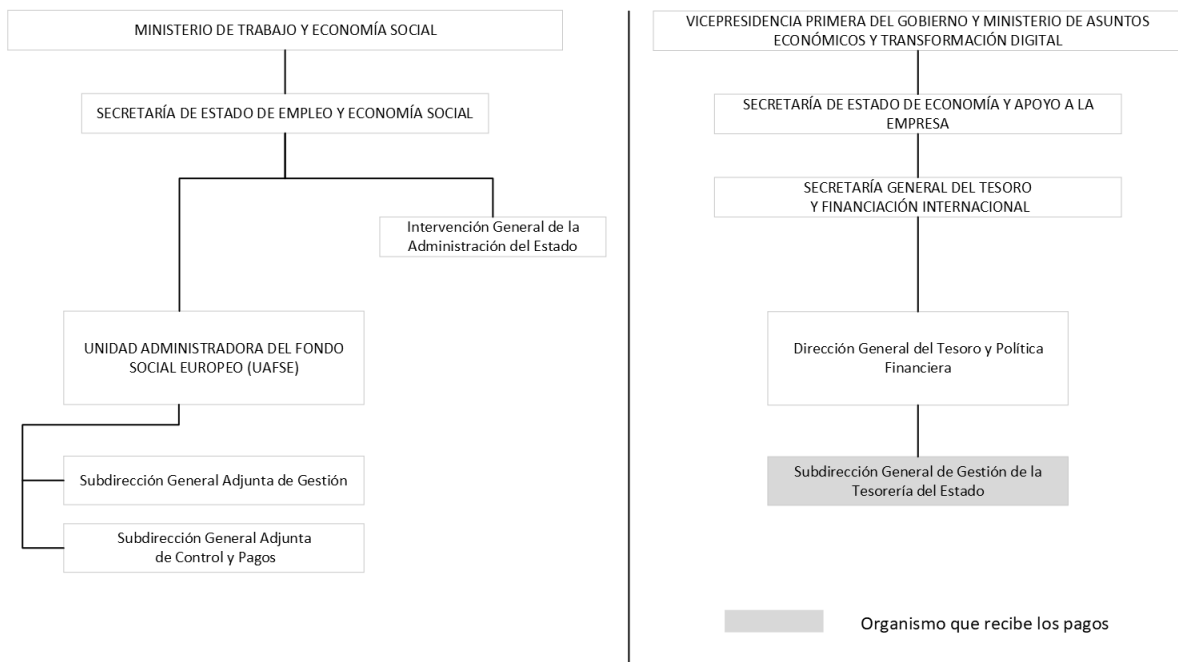 MINISTERIO DE TRABAJO Y ECONOMÍA SOCIAL
SECRETARÍA DE ESTADO DE EMPLEO Y ECONOMÍA SOCIAL
Intervención General de la
Administración del Estado
UNIDAD ADMINISTRADORA DEL FONDO
SOCIAL EUROPEO (UAFSE)
Subdirección General Adjunta de Gestión
Subdirección General Adjunta
de Control y Pagos
VICEPRESIDENCIA PRIMERA DEL GOBIERNO Y MINISTERIO DE ASUNTOS
ECONÓMICOS Y TRANSFORMACIÓN DIGITAL
SECRETARÍA DE ESTADO DE ECONOMÍA Y APOYO A LA
EMPRESA
SECRETARÍA GENERAL DEL TESORO
Y FINANCIACIÓN INTERNACIONAL
Dirección General del Tesoro y Política
Financiera
Subdirección General de Gestión de la
Tesorería del Estado
Organismo que recibe los pagos